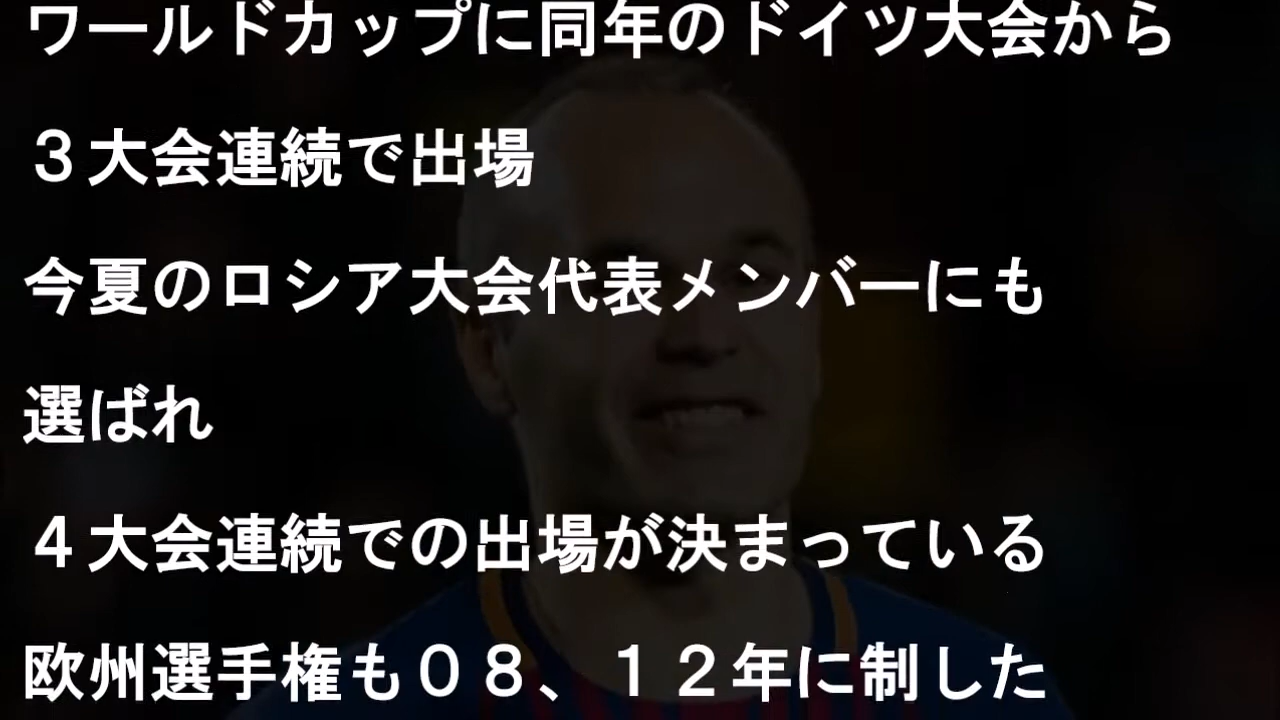 ワールドカップに同年のドイツ大会から
３大会連続で出場
今夏のロシア大会代表メンバーにも
選ばれ
４大会連続での出場が決まっている
欧州選手権も０８、１２年に制した